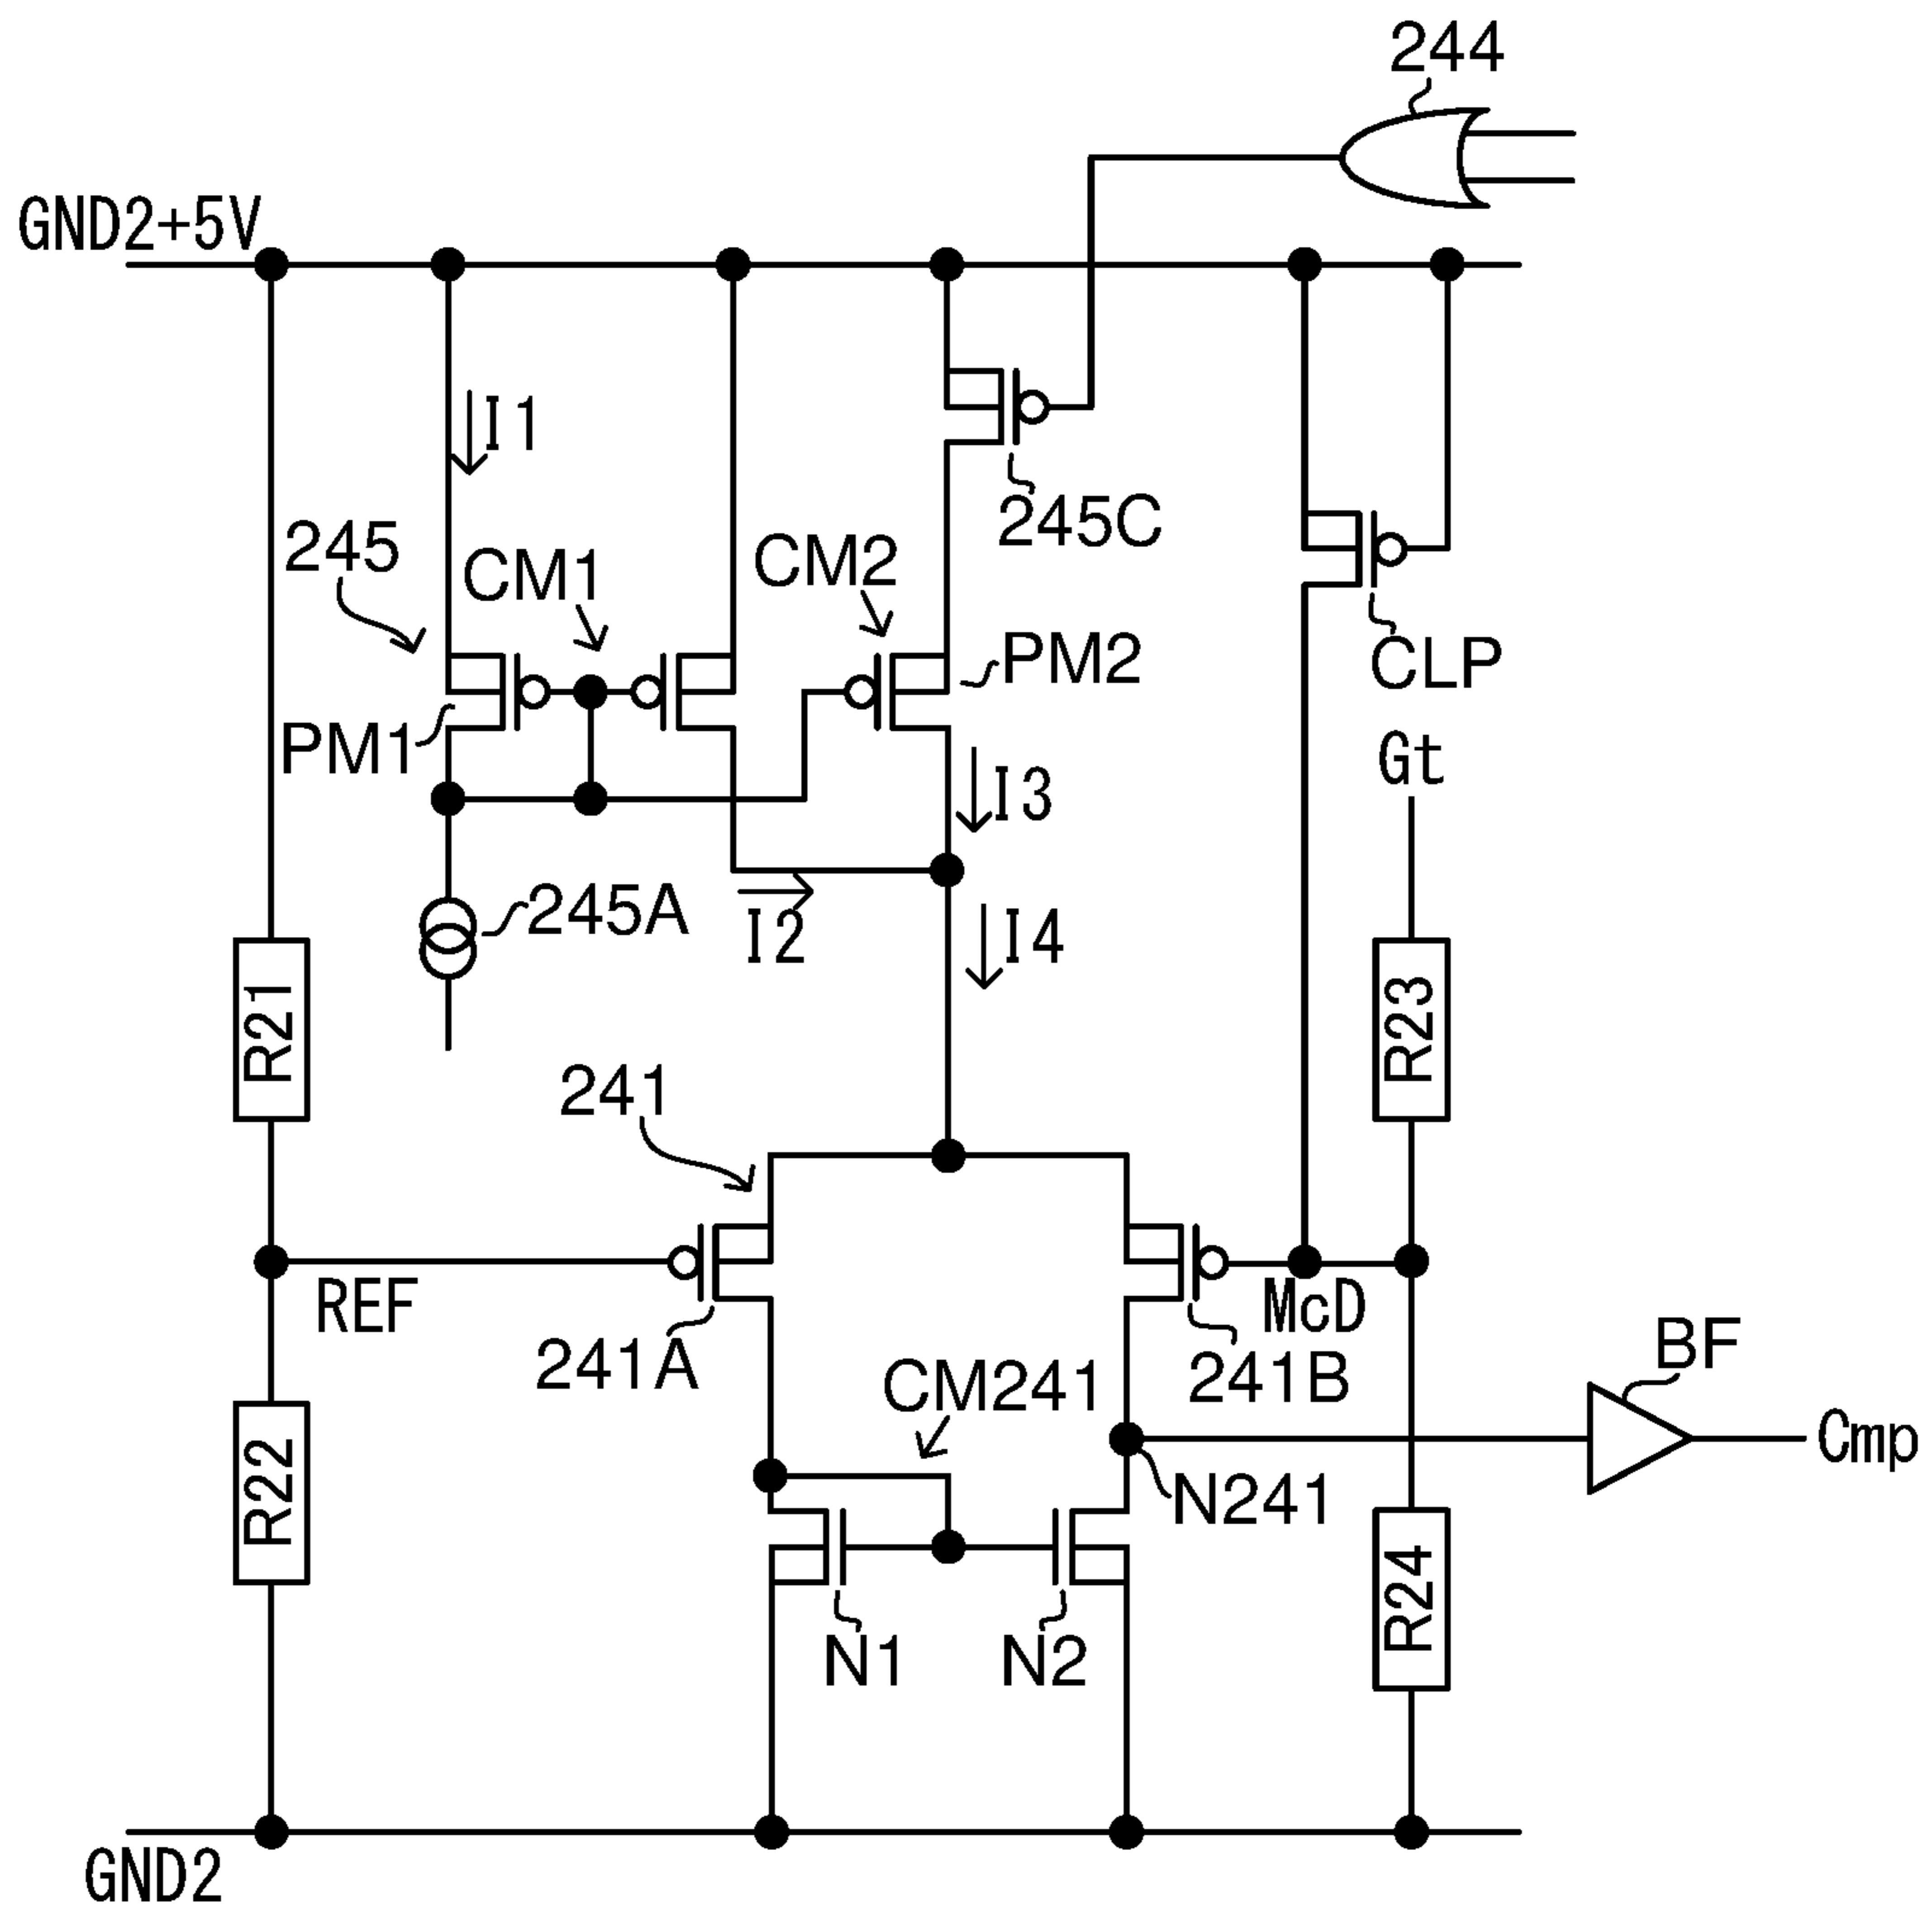 244
GND2+5V
I1
245C
245
CM1
CM2
PM2
CLP
PM1
Gt
I3
245A
I2
I4
R21
R23
241
REF
McD
241A
241B
CM241
BF
Cmp
N241
R22
R24
N1
N2
GND2